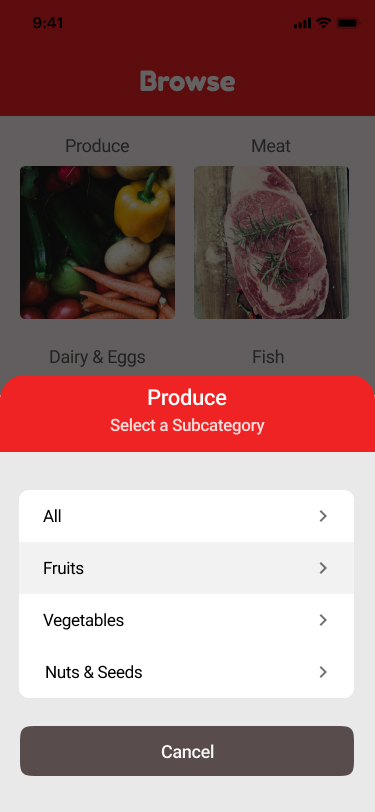 9:41
Browse
Produce
Meat
Dairy & Eggs
Fish
Produce
Select a Subcategory
All
Fruits
Vegetables
Nuts & Seeds
Cancel